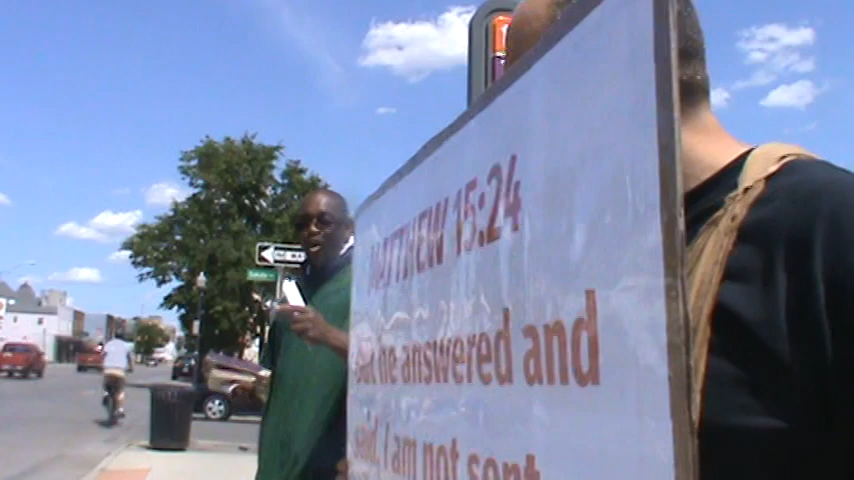 MATTHEW 15:24
But he answered and
said, I am not sent
ONE WAY